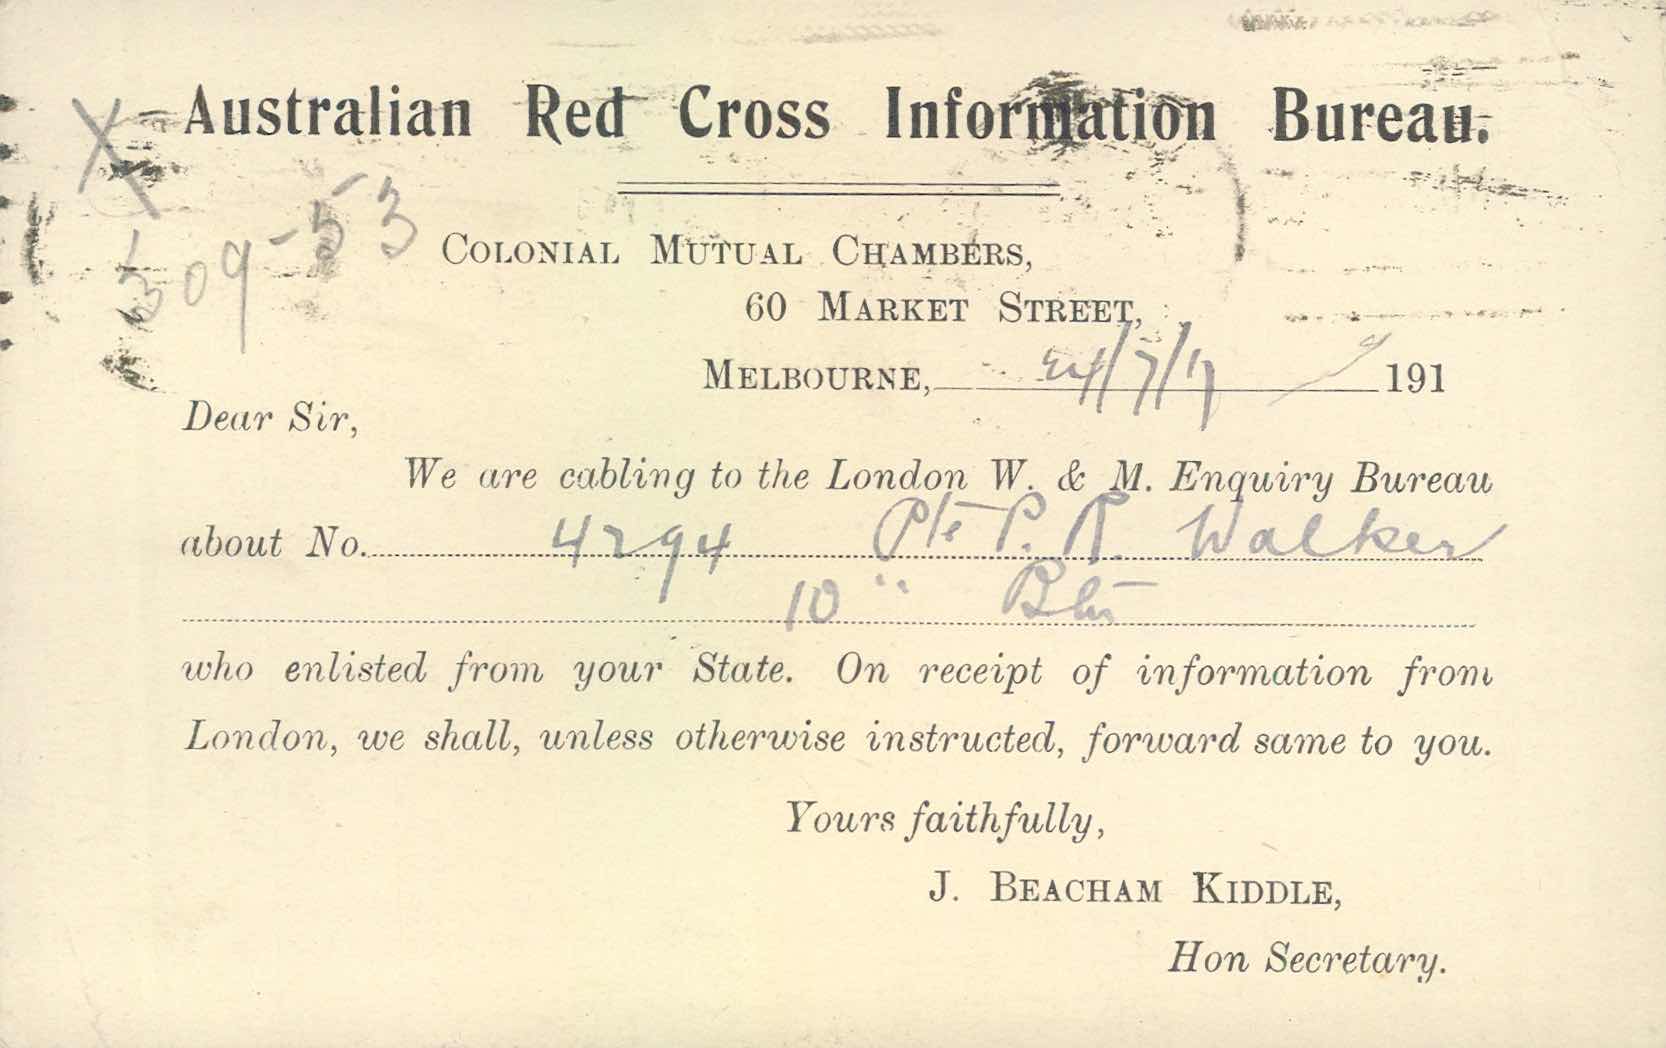 Australian Red Cross Information Bureau.
X
309-53
COLONIAL MUTUAL CHAMBERS,
60 MARKET STREET,
MELBOURNE, 24/7/17 191
Dear Sir,
We are cabling to the London W. & M. Enquiry Bureau
about No. 4294 Pte P. R. Walker
10 " Btn
who enlisted from your State. On receipt of information from
London, we shall, unless otherwise instructed, forward same to you.
Yours faithfully,
J. BEACHAM KIDDLE,
Hon Secretary.